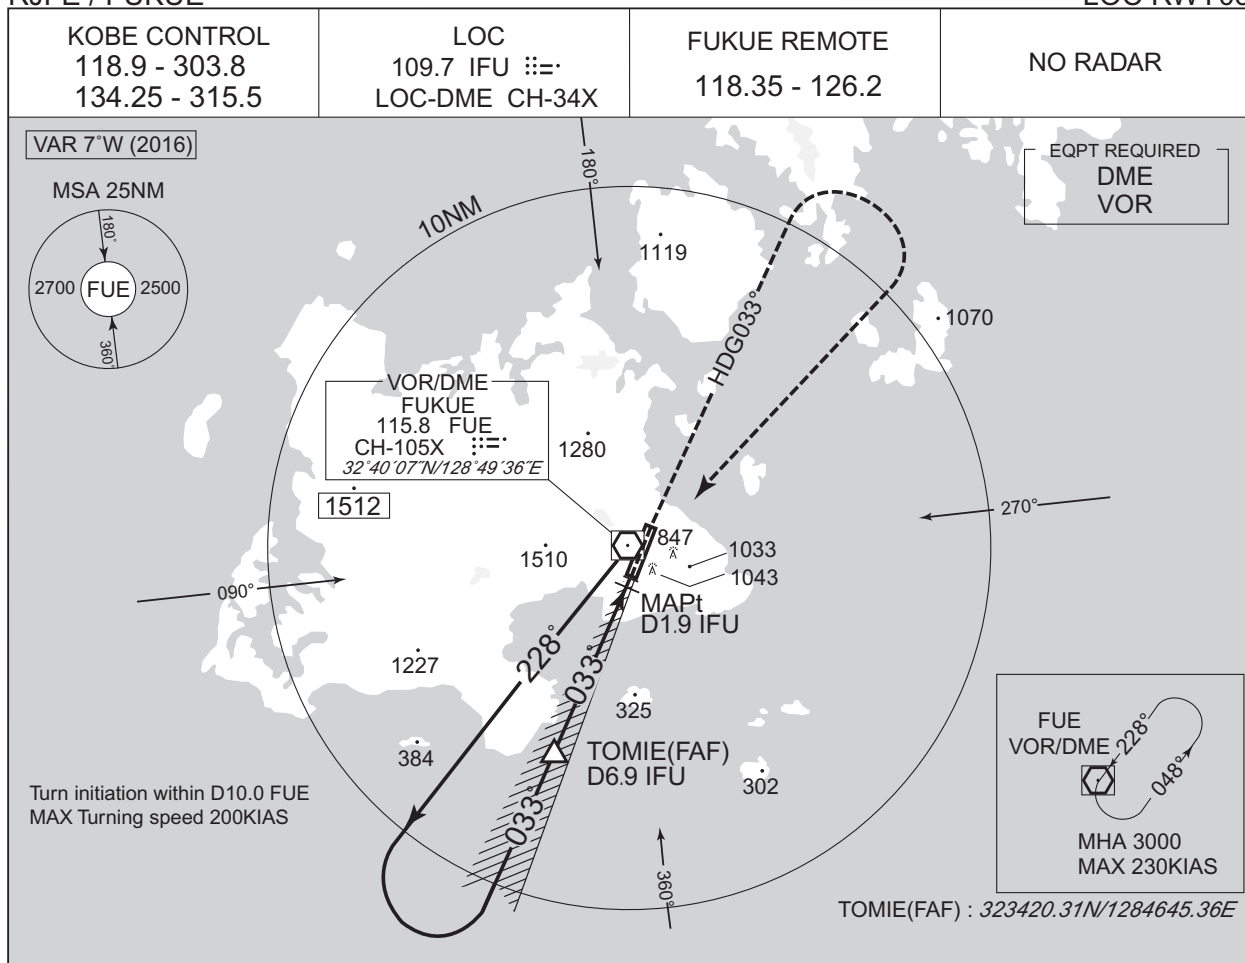 KOBE CONTROL
118.9 - 303.8
134.25 - 315.5
LOC
109.7 IFU
LOC-DME CH-34X
FUKUE REMOTE
118.35 - 126.2
NO RADAR
VAR 7°W (2016)
MSA 25NM
180°
2700
FUE
2500
360°
10NM
180°
EQPT REQUIRED
DME
VOR
1119
1070
HDG033°
VOR/DME
FUKUE
115.8 FUE
CH-105X
32°40'07"N/128°49'36"E
1280
1512
270°
1510
847
1033
1043
090°
MAPt
D1.9 IFU
228°
033°
1227
325
TOMIE(FAF)
D6.9 IFU
384
302
033°
Turn initiation within D10.0 FUE
MAX Turning speed 200KIAS
360°
FUE
VOR/DME
228°
048°
MHA 3000
MAX 230KIAS
TOMIE(FAF) : 323420.31N/1284645.36E